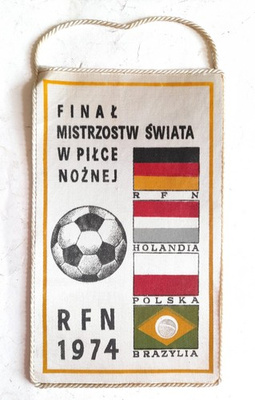 FINAŁ
MISTRZOSTW ŚWIATA
W PIŁCE
NOŻNEJ
RFN
HOLANDIA
POLSKA
BRAZYLIA
RFN
1974